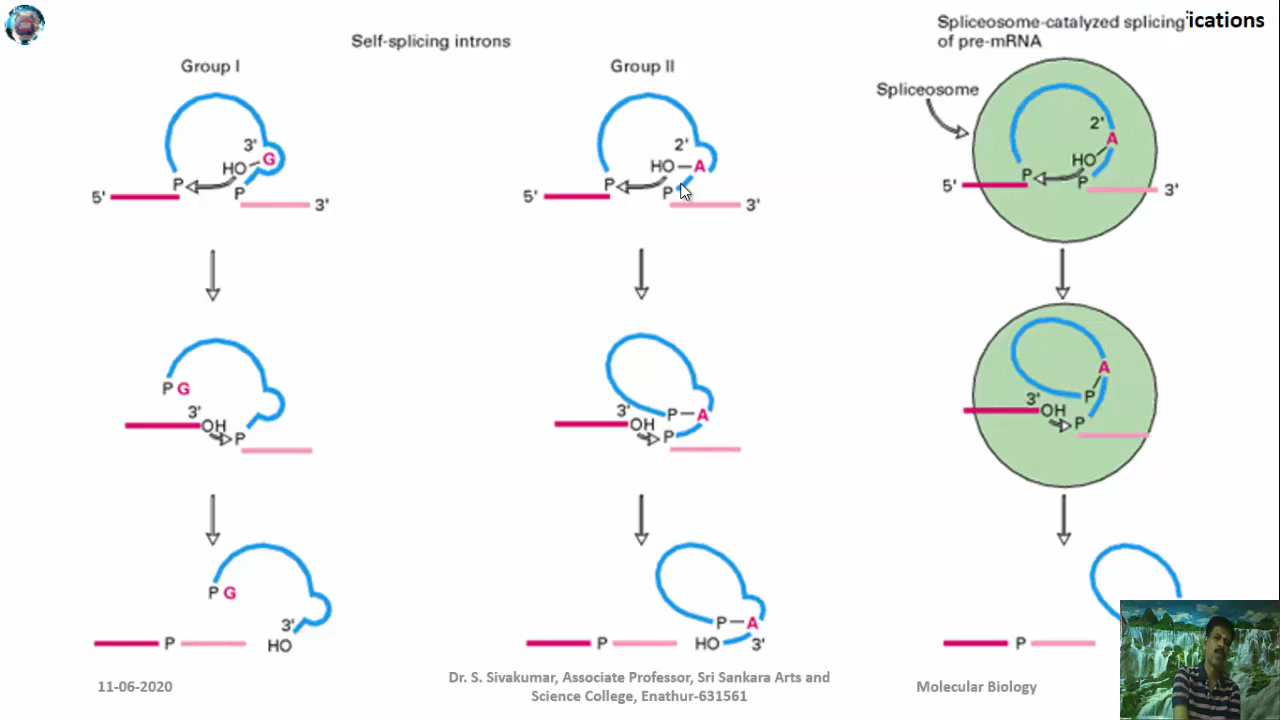 ications
Spliceosome-catalyzed splicing
of pre-mRNA
Self-splicing introns
Group I
Group II
Spliceosome
3'
HO
G
P
P
5'
3'
2'
HO
A
P
P
5'
3'
2'
A
HO
P
P
5'
3'
P G
3'
OH
P
3'
OH
P
A
P
3'
OH
A
P
P
P G
3'
HO
P
P
A
HO
3'
P
P
11-06-2020
Dr. S. Sivakumar, Associate Professor, Sri Sankara Arts and
Science College, Enathur-631561
Molecular Biology